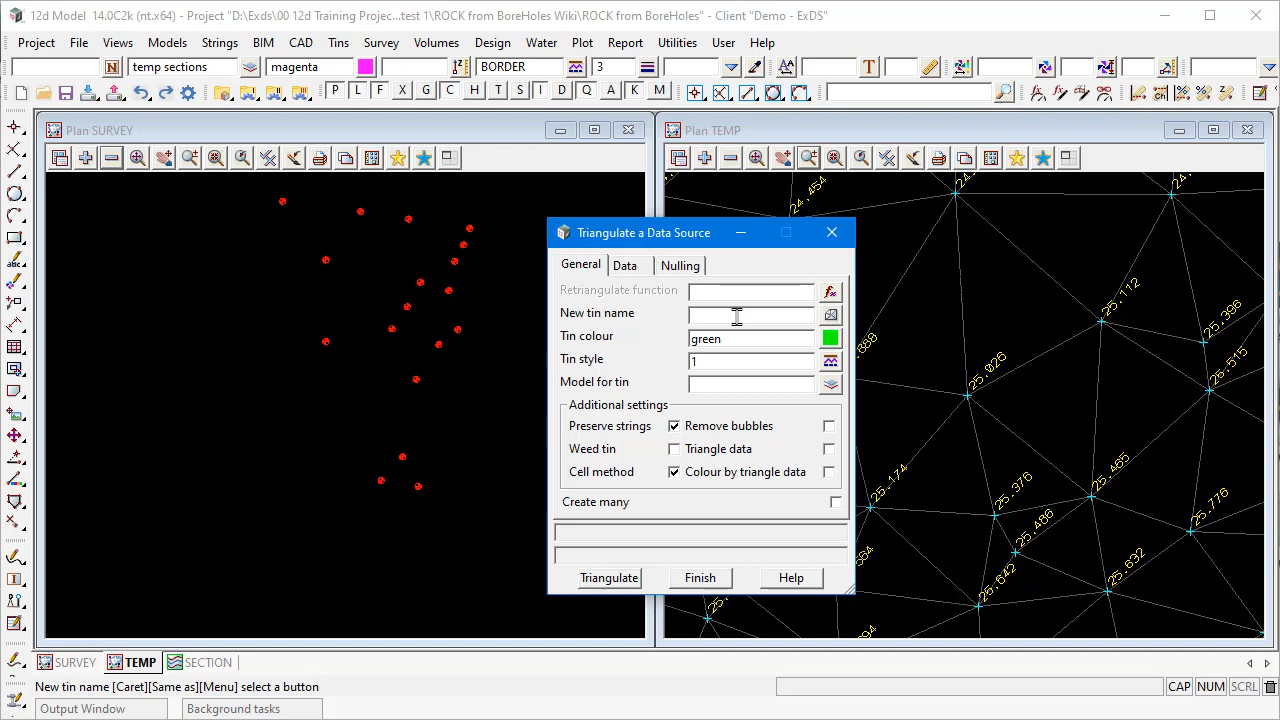 12d Model 14.0C2k (nt.x64) - Project "D:\Exds\00 12d Training Projec...test 1\ROCK from BoreHoles Wiki\ROCK from BoreHoles" - Client "Demo - ExDS"
Project File Views Models Strings BIM CAD Tins Survey Volumes Design Water Plot Report Utilities User Help
N temp sections magenta BORDER 3 T
P L F X G C H T S I D Q A K M
Plan SURVEY
Plan TEMP
24.454
25.112
25.396
25.515
25.026
25.174
25.376
25.465
25.486
25.776
25.642
25.632
Triangulate a Data Source
General Data Nulling
Retriangulate function
New tin name
Tin colour green
Tin style 1
Model for tin
Additional settings
Preserve strings Remove bubbles
Weed tin Triangle data
Cell method Colour by triangle data
Create many
Triangulate Finish Help
SURVEY TEMP SECTION
New tin name [Caret][Same as][Menu] select a button
CAP NUM SCRL
Output Window Background tasks